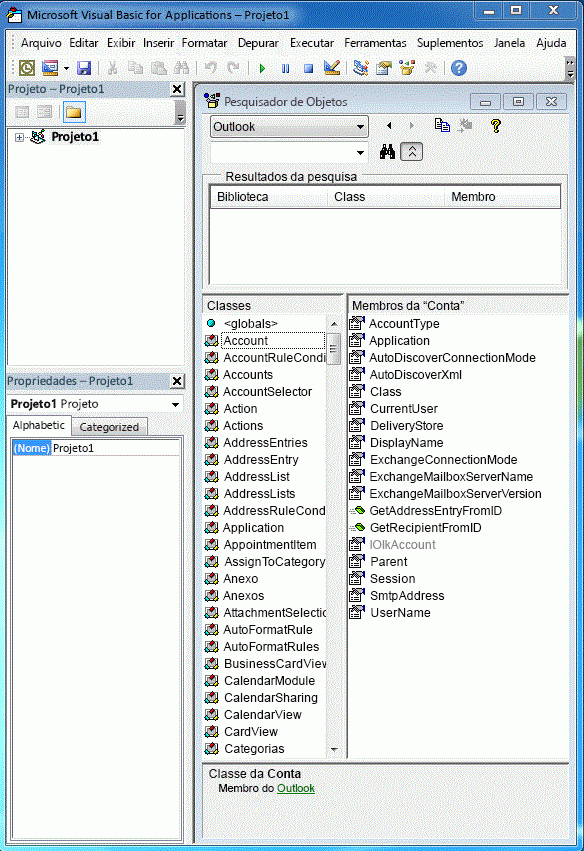 Microsoft Visual Basic for Applications – Projeto1
Arquivo Editar Exibir Inserir Formatar Depurar Executar Ferramentas Suplementos Janela Ajuda
Projeto – Projeto1
Projeto1
Propriedades – Projeto1
Projeto1 Projeto
Alphabetic Categorized
(Nome) Projeto1
Pesquisador de Objetos
Outlook
Resultados da pesquisa
Biblioteca Class Membro
Classes
<globals>
Account
AccountRuleCondi
Accounts
AccountSelector
Action
Actions
AddressEntries
AddressEntry
AddressList
AddressLists
AddressRuleCond
Application
AppointmentItem
AssignToCategory
Anexo
Anexos
AttachmentSelectio
AutoFormatRule
AutoFormatRules
BusinessCardView
CalendarModule
CalendarSharing
CalendarView
CardView
Categorias
Membros da “Conta”
AccountType
Application
AutoDiscoverConnectionMode
AutoDiscoverXml
Class
CurrentUser
DeliveryStore
DisplayName
ExchangeConnectionMode
ExchangeMailboxServerName
ExchangeMailboxServerVersion
GetAddressEntryFromID
GetRecipientFromID
IOlkAccount
Parent
Session
SmtpAddress
UserName
Classe da Conta
Membro do Outlook